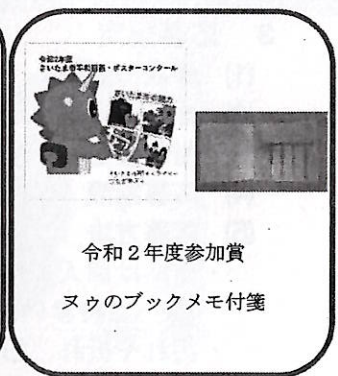 令和2年度
さいたま市平和図画・ポスターコンクール
令和２年度参加賞
ヌゥのブックメモ付箋